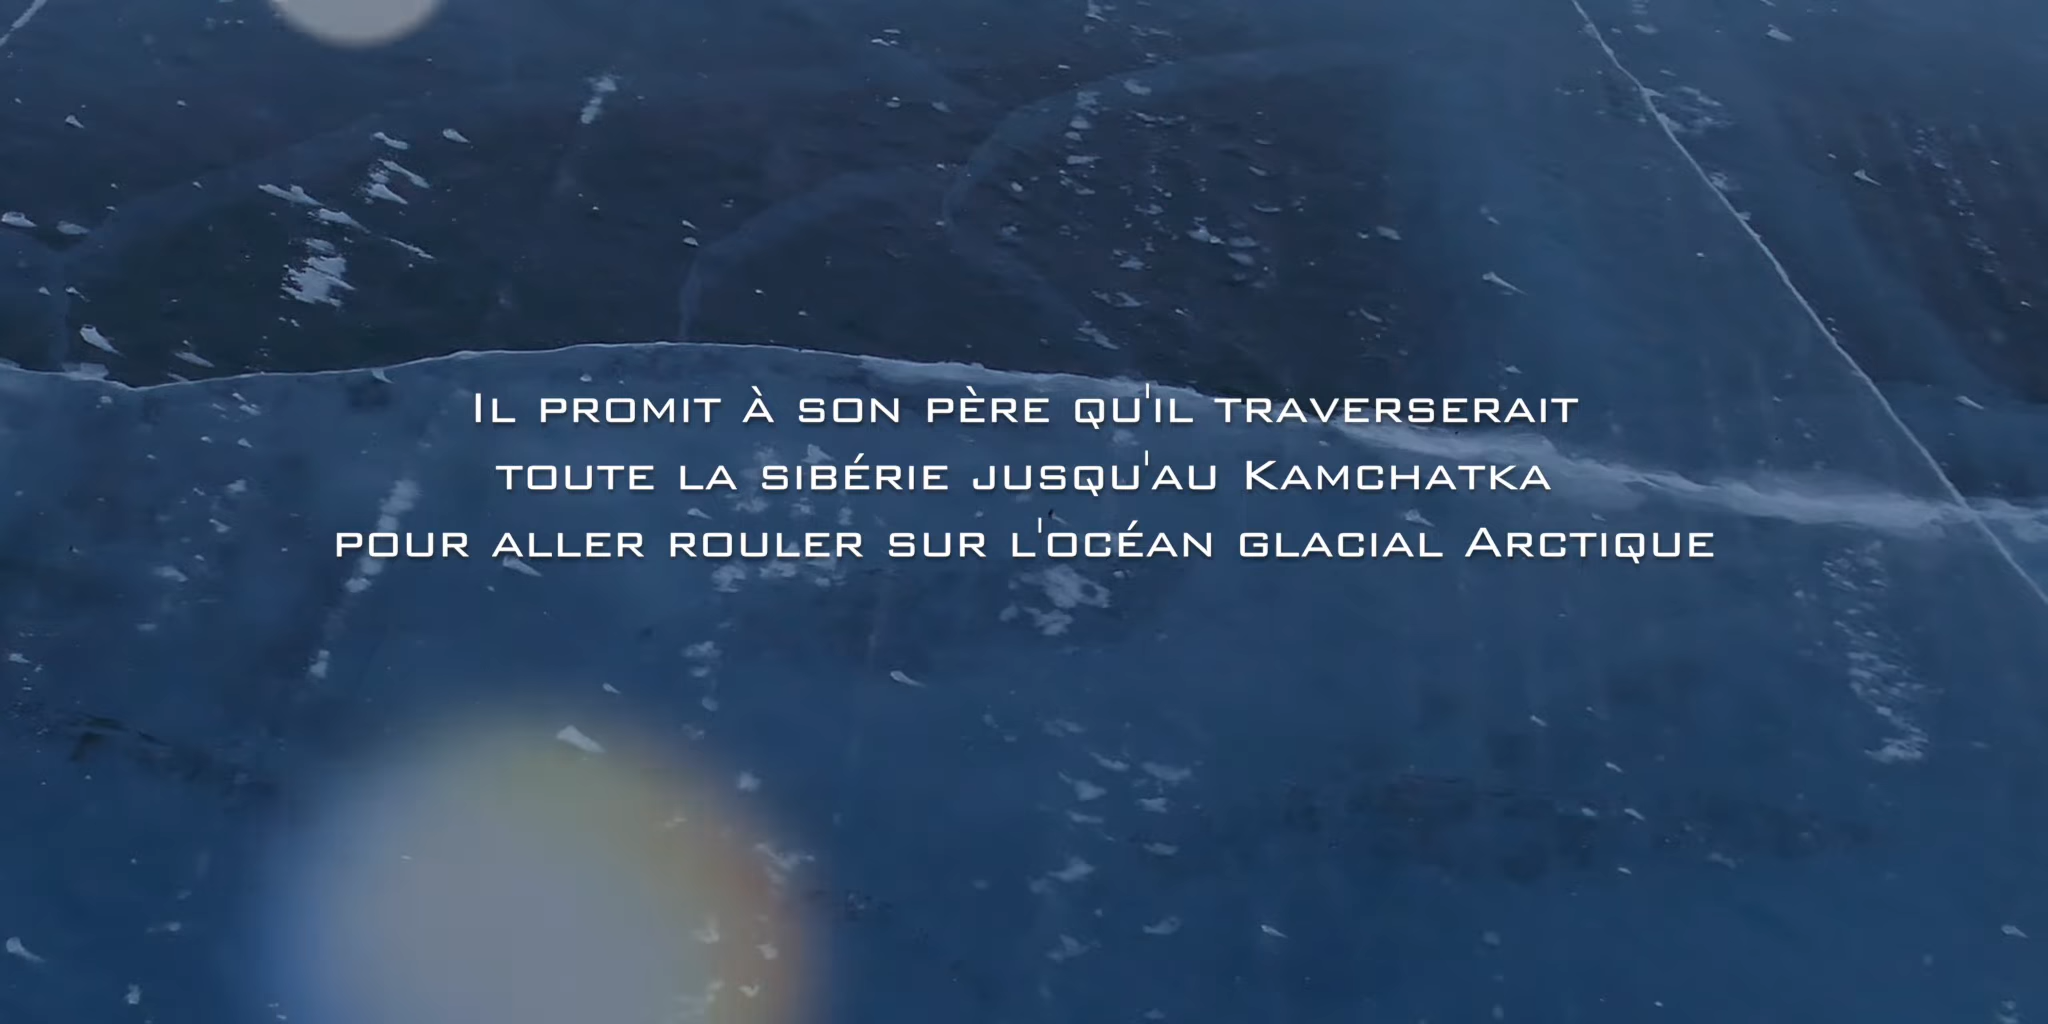 Il promit à son père qu'il traverserait
toute la sibérie jusqu'au Kamchatka
pour aller rouler sur l'océan glacial Arctique